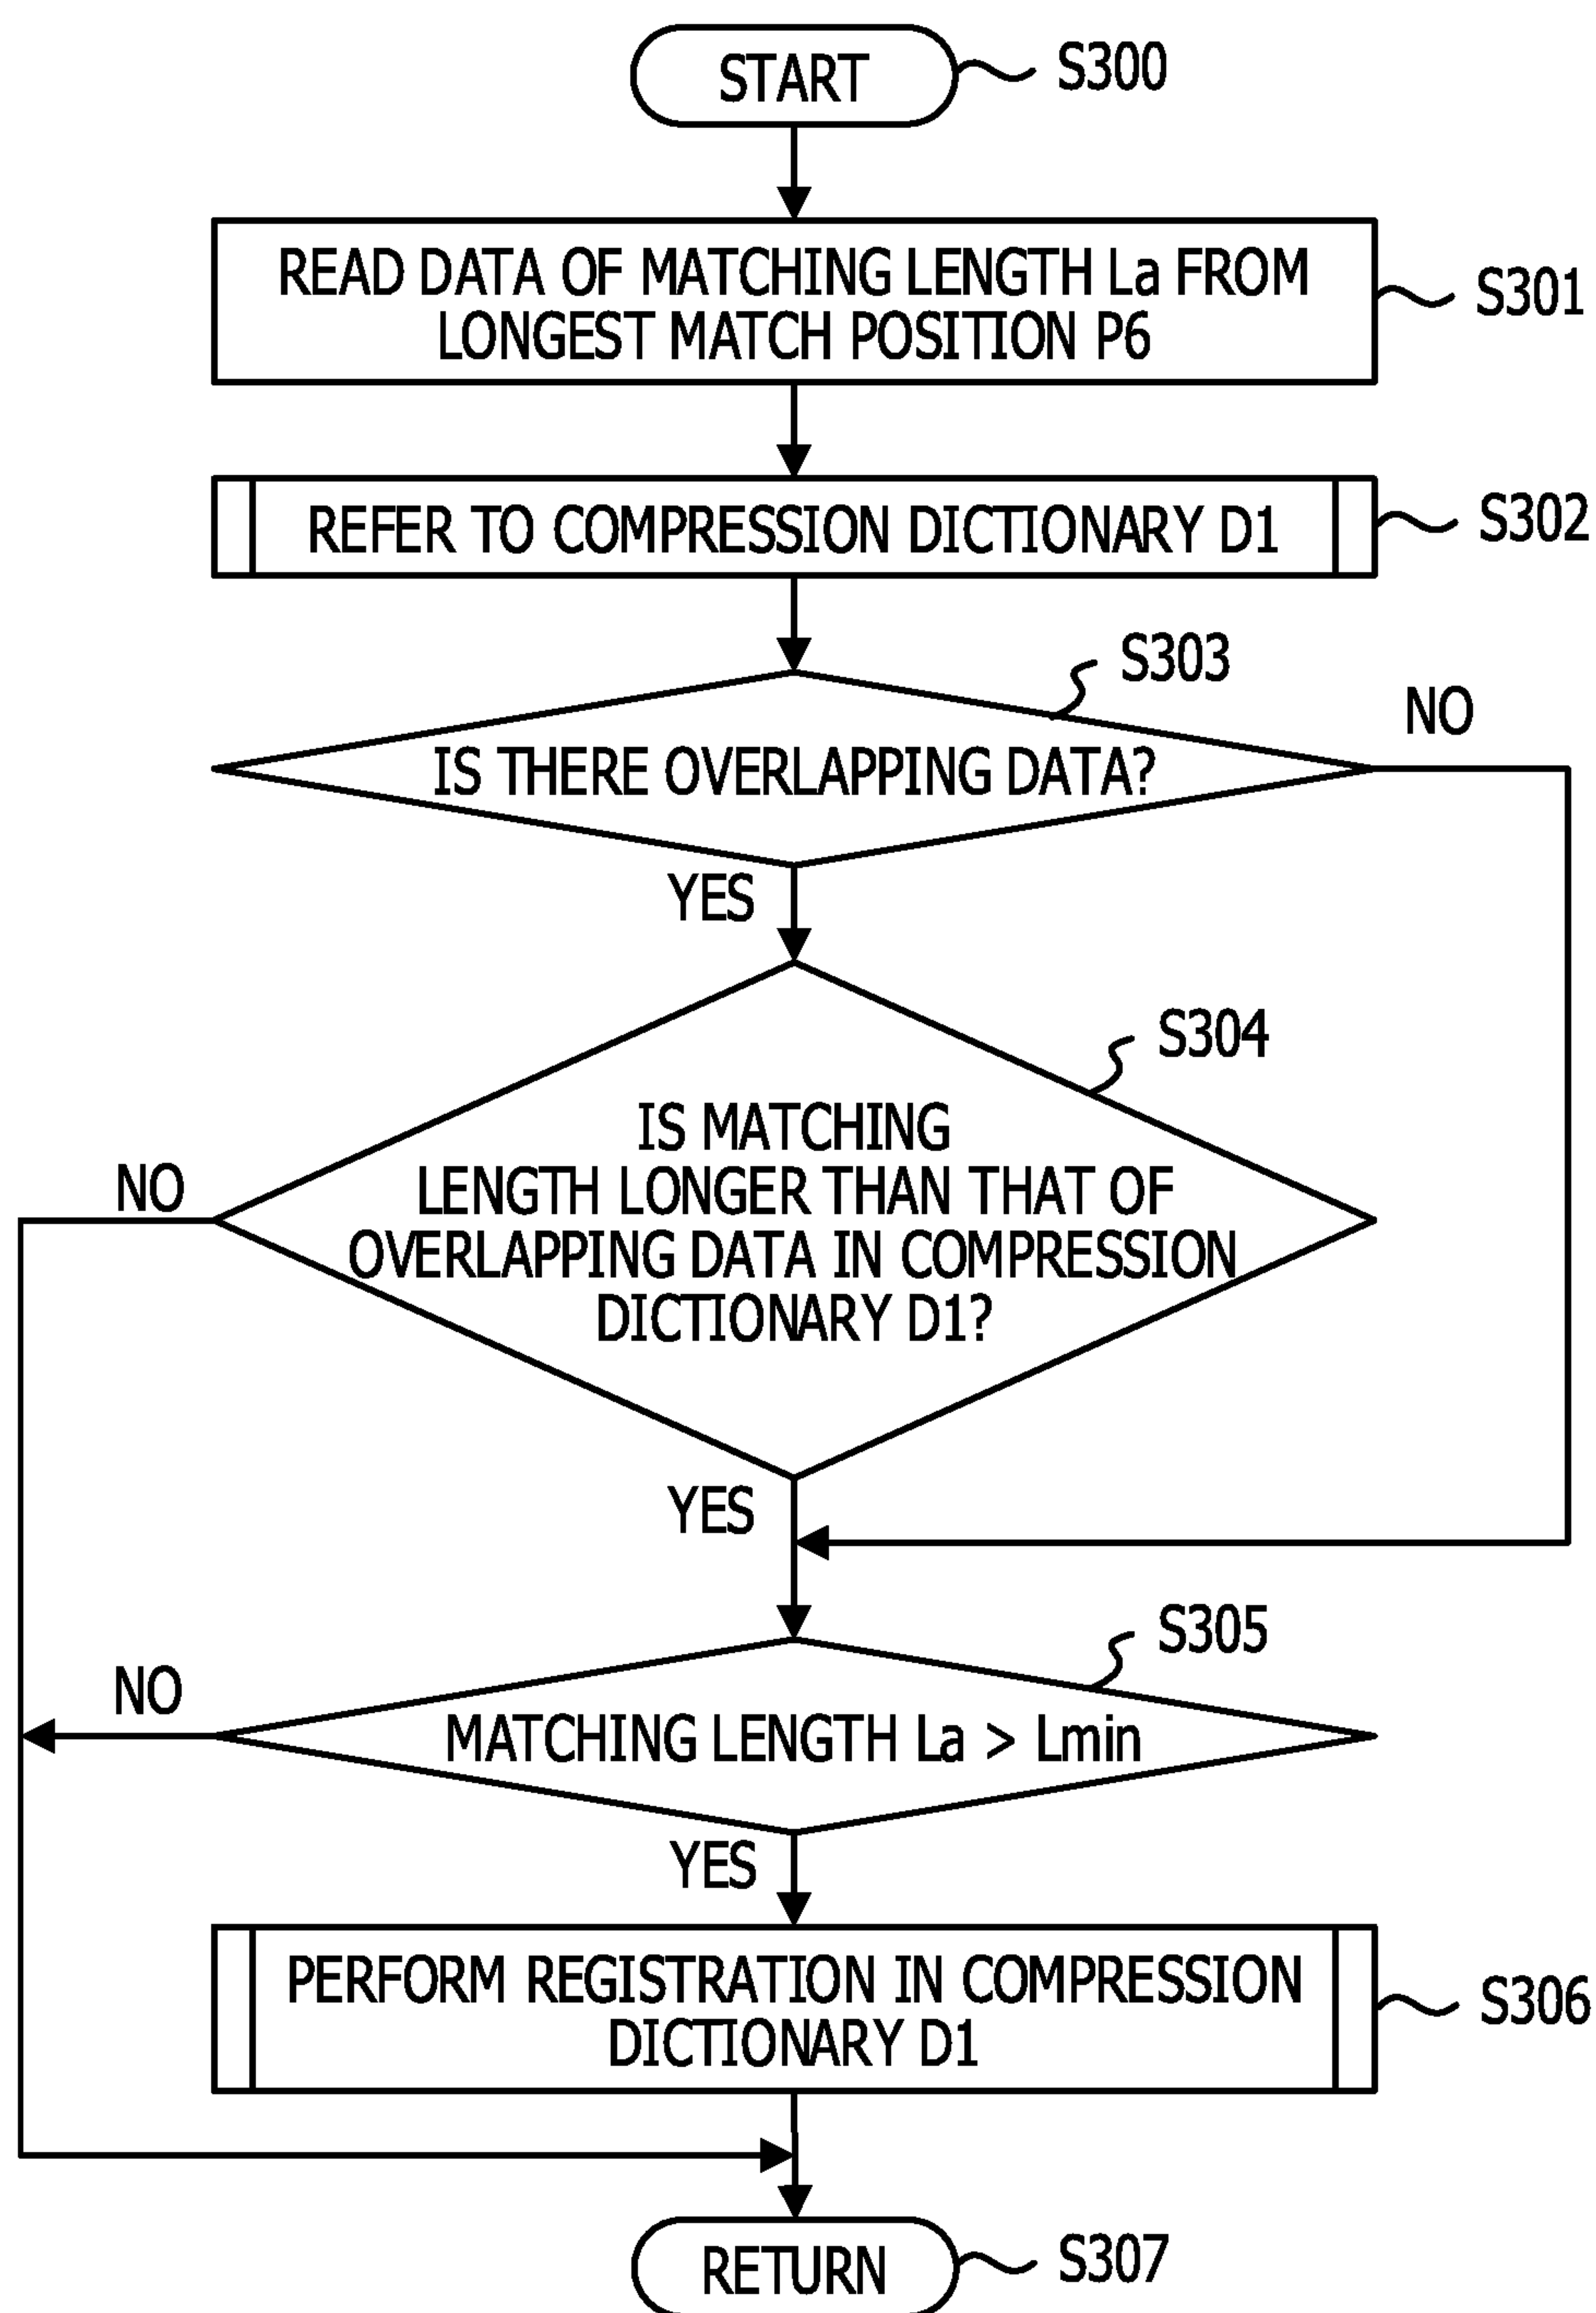 START
S300
READ DATA OF MATCHING LENGTH La FROM
LONGEST MATCH POSITION P6
S301
REFER TO COMPRESSION DICTIONARY D1
S302
S303
NO
IS THERE OVERLAPPING DATA?
YES
S304
IS MATCHING
LENGTH LONGER THAN THAT OF
OVERLAPPING DATA IN COMPRESSION
DICTIONARY D1?
NO
YES
S305
NO
MATCHING LENGTH La > Lmin
YES
PERFORM REGISTRATION IN COMPRESSION
DICTIONARY D1
S306
RETURN
S307